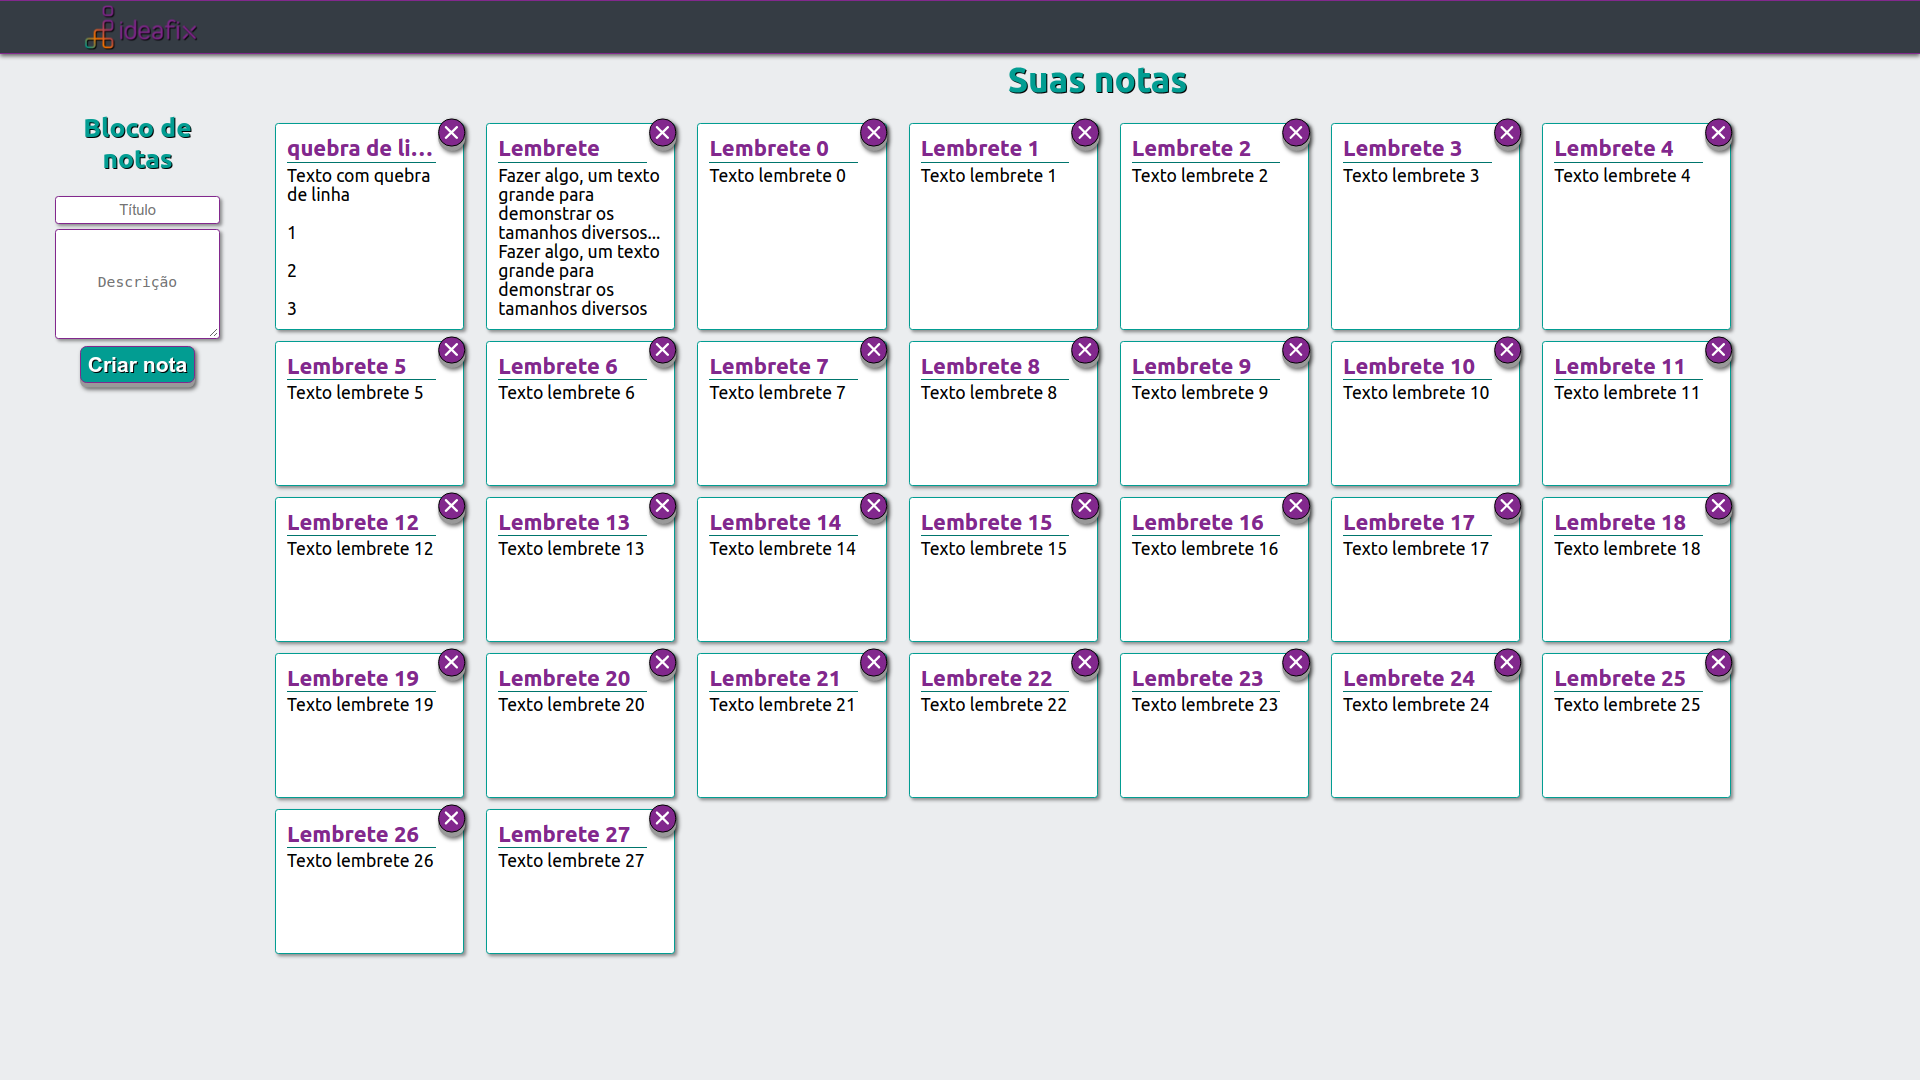 ideafix
Suas notas
Bloco de
notas
Título
Descrição
Criar nota
quebra de li...
Texto com quebra
de linha
1
2
3
Lembrete
Fazer algo, um texto
grande para
demonstrar os
tamanhos diversos...
Fazer algo, um texto
grande para
demonstrar os
tamanhos diversos
Lembrete 0
Texto lembrete 0
Lembrete 1
Texto lembrete 1
Lembrete 2
Texto lembrete 2
Lembrete 3
Texto lembrete 3
Lembrete 4
Texto lembrete 4
Lembrete 5
Texto lembrete 5
Lembrete 6
Texto lembrete 6
Lembrete 7
Texto lembrete 7
Lembrete 8
Texto lembrete 8
Lembrete 9
Texto lembrete 9
Lembrete 10
Texto lembrete 10
Lembrete 11
Texto lembrete 11
Lembrete 12
Texto lembrete 12
Lembrete 13
Texto lembrete 13
Lembrete 14
Texto lembrete 14
Lembrete 15
Texto lembrete 15
Lembrete 16
Texto lembrete 16
Lembrete 17
Texto lembrete 17
Lembrete 18
Texto lembrete 18
Lembrete 19
Texto lembrete 19
Lembrete 20
Texto lembrete 20
Lembrete 21
Texto lembrete 21
Lembrete 22
Texto lembrete 22
Lembrete 23
Texto lembrete 23
Lembrete 24
Texto lembrete 24
Lembrete 25
Texto lembrete 25
Lembrete 26
Texto lembrete 26
Lembrete 27
Texto lembrete 27